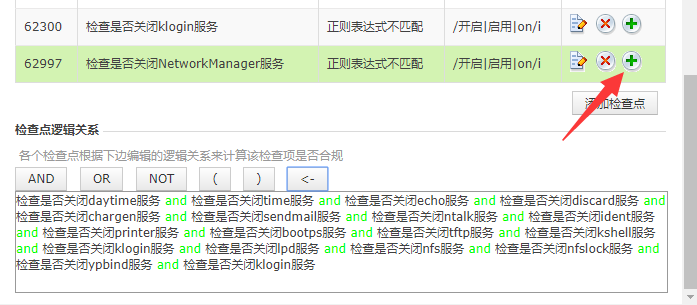 62300 检查是否关闭klogin服务 正则表达式不匹配 /开启|启用|on/i
62997 检查是否关闭NetworkManager服务 正则表达式不匹配 /开启|启用|on/i
添加检查点
检查点逻辑关系
各个检查点根据下边编辑的逻辑关系来计算该检查项是否合规
AND OR NOT ( ) <-
检查是否关闭daytime服务 and 检查是否关闭time服务 and 检查是否关闭echo服务 and 检查是否关闭discard服务 and
检查是否关闭chargen服务 and 检查是否关闭sendmail服务 and 检查是否关闭ntalk服务 and 检查是否关闭ident服务
and 检查是否关闭printer服务 and 检查是否关闭bootps服务 and 检查是否关闭tftp服务 and 检查是否关闭kshell服务
and 检查是否关闭klogin服务 and 检查是否关闭lpd服务 and 检查是否关闭nfs服务 and 检查是否关闭nfslock服务 and
检查是否关闭ypbind服务 and 检查是否关闭klogin服务